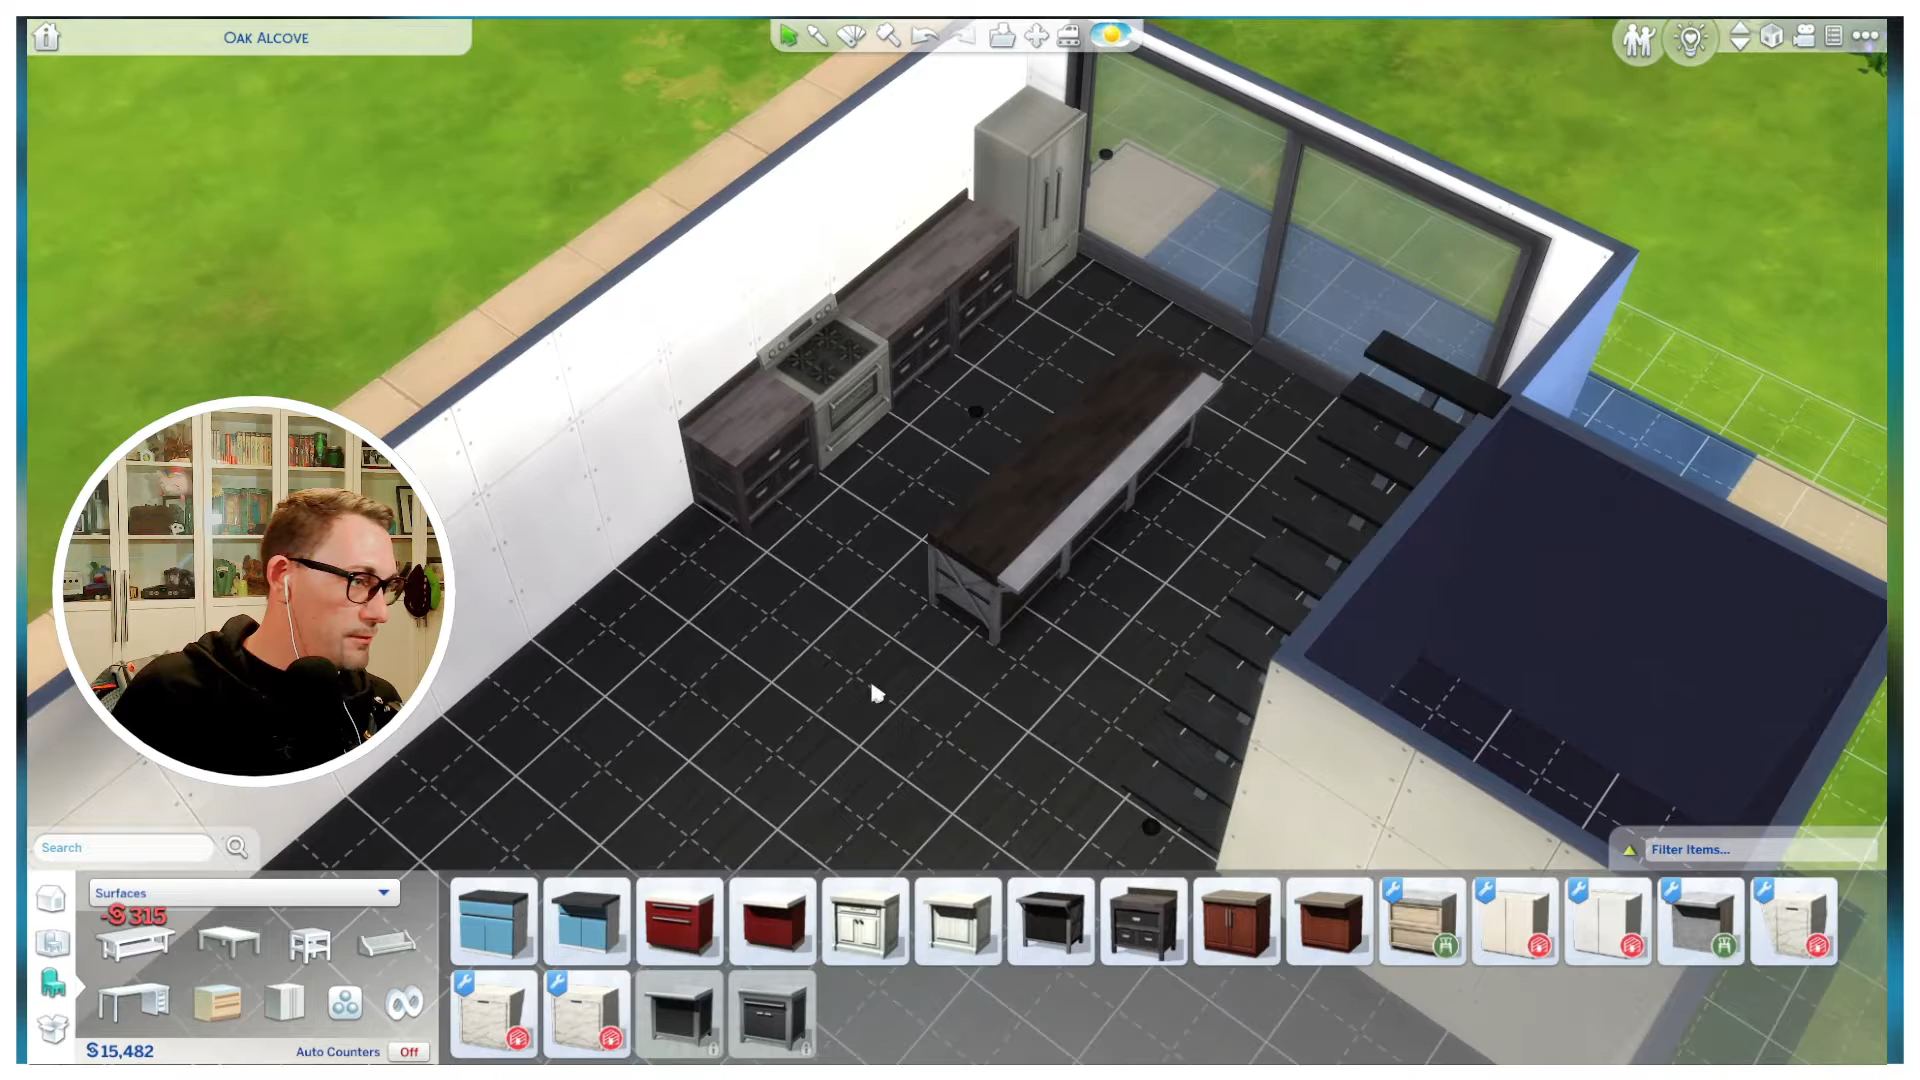 OAK ALCOVE
Search
Filter Items...
Surfaces
-§315
§15,482
Auto Counters
Off